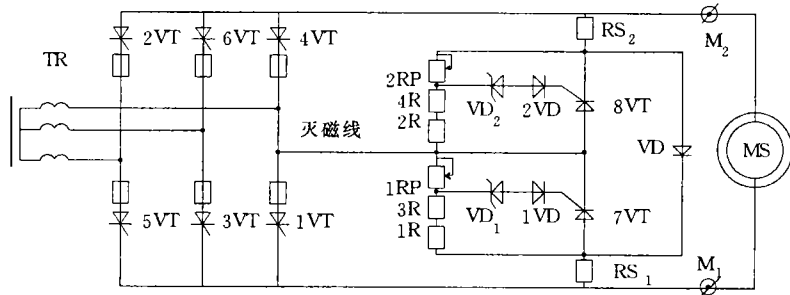 RS₂
M₂
2VT 6VT 4VT
TR
2RP
4R
2R
VD₂ 2VD 8VT
灭磁线
VD
MS
1RP
3R
1R
VD₁ 1VD 7VT
5VT 3VT 1VT
RS₁
M₁